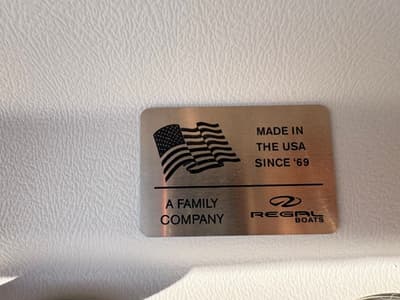 MADE IN
THE USA
SINCE '69
A FAMILY
COMPANY
REGAL
BOATS